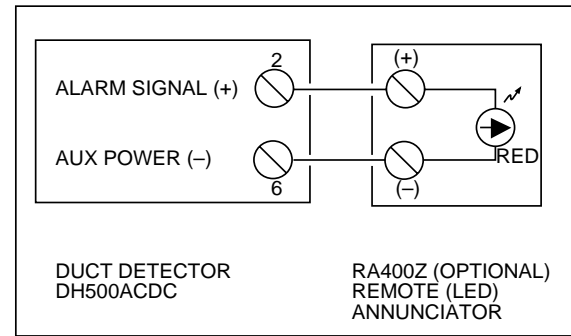 2
(+)
ALARM SIGNAL (+)
AUX POWER (–)
RED
6
(–)
DUCT DETECTOR
DH500ACDC
RA400Z (OPTIONAL)
REMOTE (LED)
ANNUNCIATOR